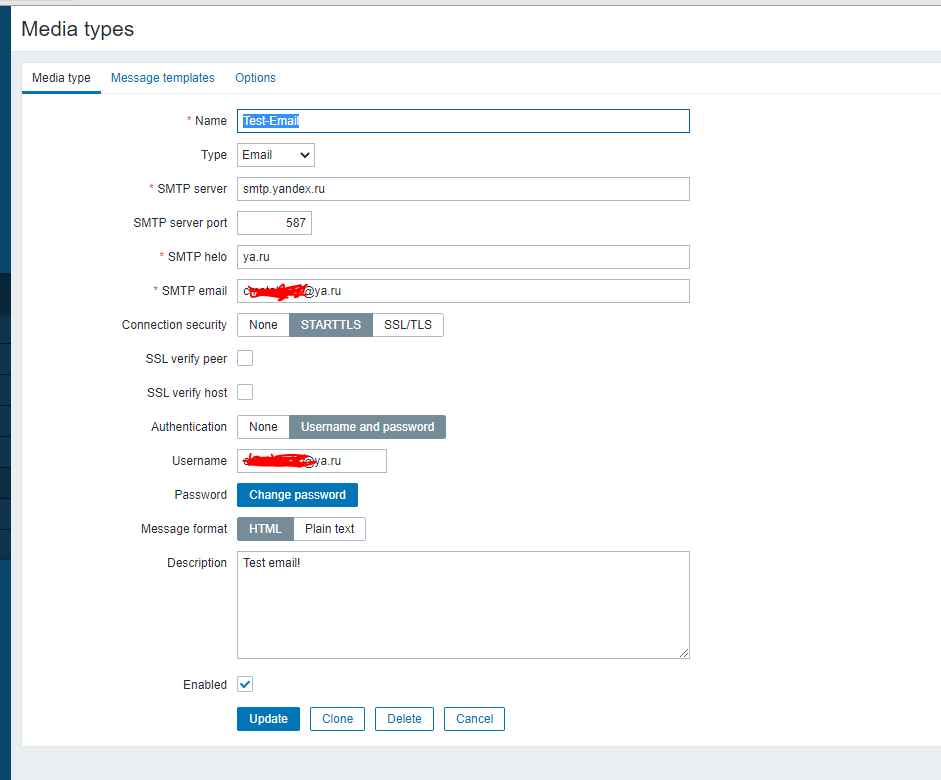 Media types
Media type Message templates Options
* Name Test-Email
Type Email
* SMTP server smtp.yandex.ru
SMTP server port 587
* SMTP helo ya.ru
* SMTP email @ya.ru
Connection security None STARTTLS SSL/TLS
SSL verify peer
SSL verify host
Authentication None Username and password
Username @ya.ru
Password Change password
Message format HTML Plain text
Description Test email!
Enabled
Update Clone Delete Cancel